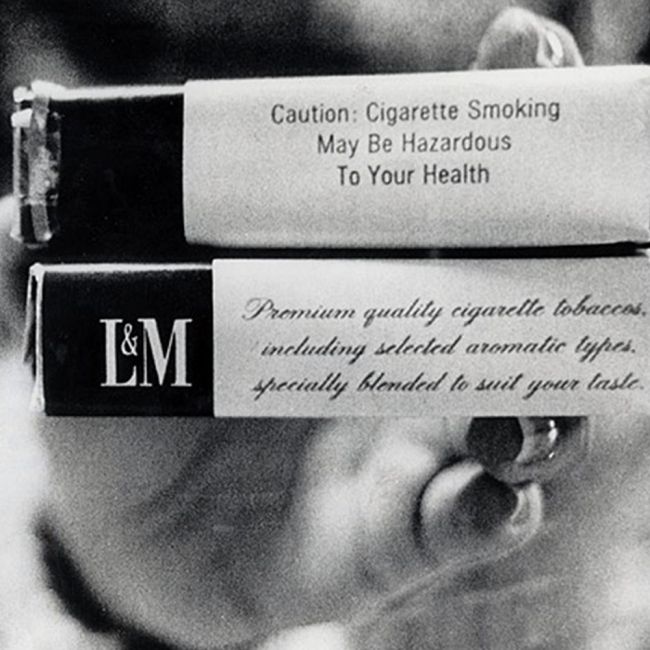 Caution: Cigarette Smoking
May Be Hazardous
To Your Health
L&M
Premium quality cigarette tobaccos,
including selected aromatic types,
specially blended to suit your taste.